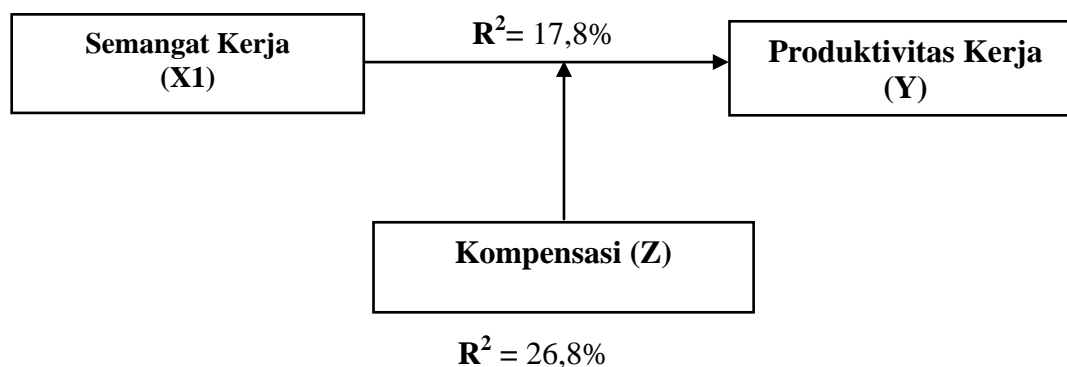 R²= 17,8%
Semangat Kerja
(X1)
Produktivitas Kerja
(Y)
Kompensasi (Z)
R² = 26,8%